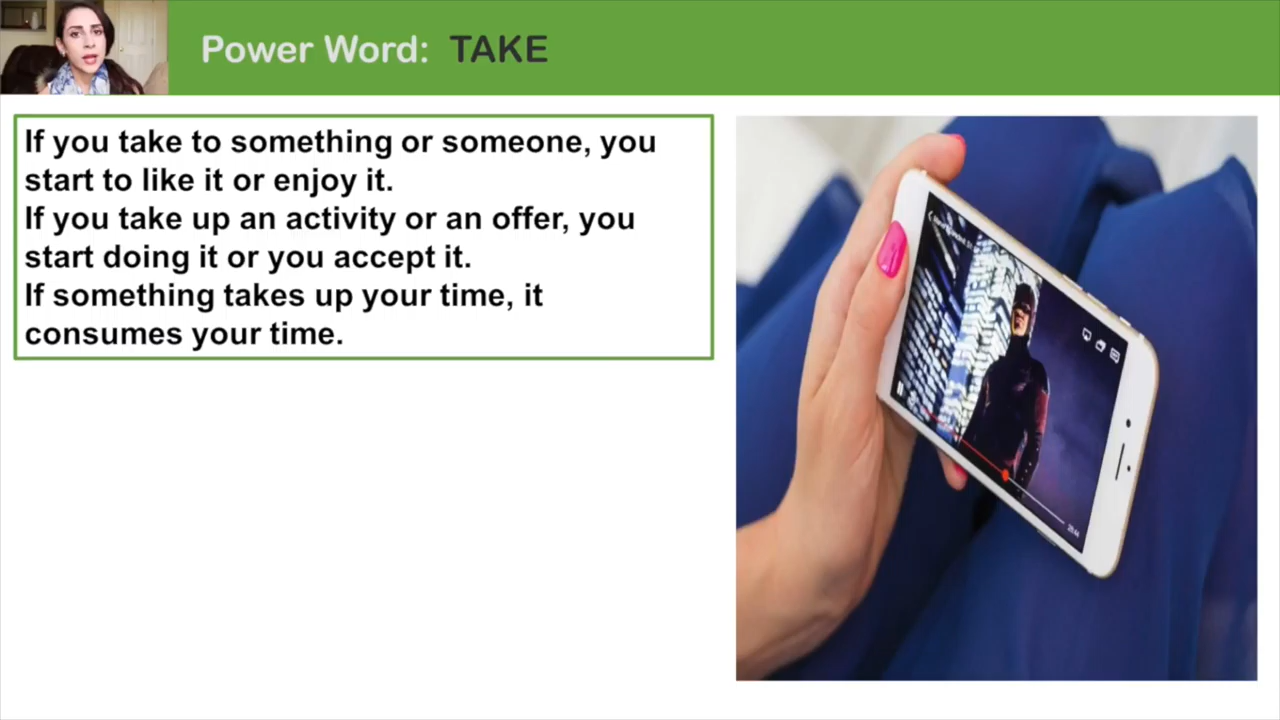 Power Word: TAKE
If you take to something or someone, you
start to like it or enjoy it.
If you take up an activity or an offer, you
start doing it or you accept it.
If something takes up your time, it
consumes your time.